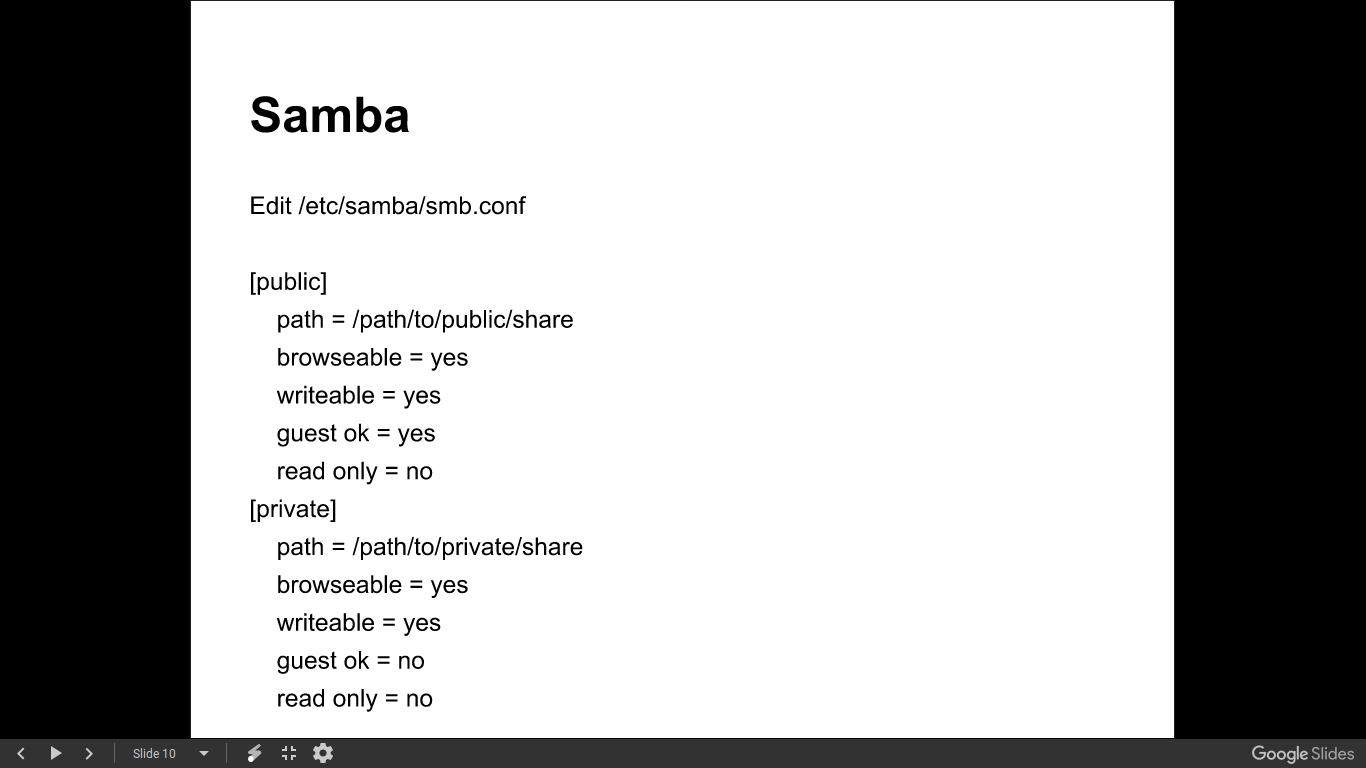 Samba
Edit /etc/samba/smb.conf
[public]
path = /path/to/public/share
browseable = yes
writeable = yes
guest ok = yes
read only = no
[private]
path = /path/to/private/share
browseable = yes
writeable = yes
guest ok = no
read only = no
Slide 10
Google Slides